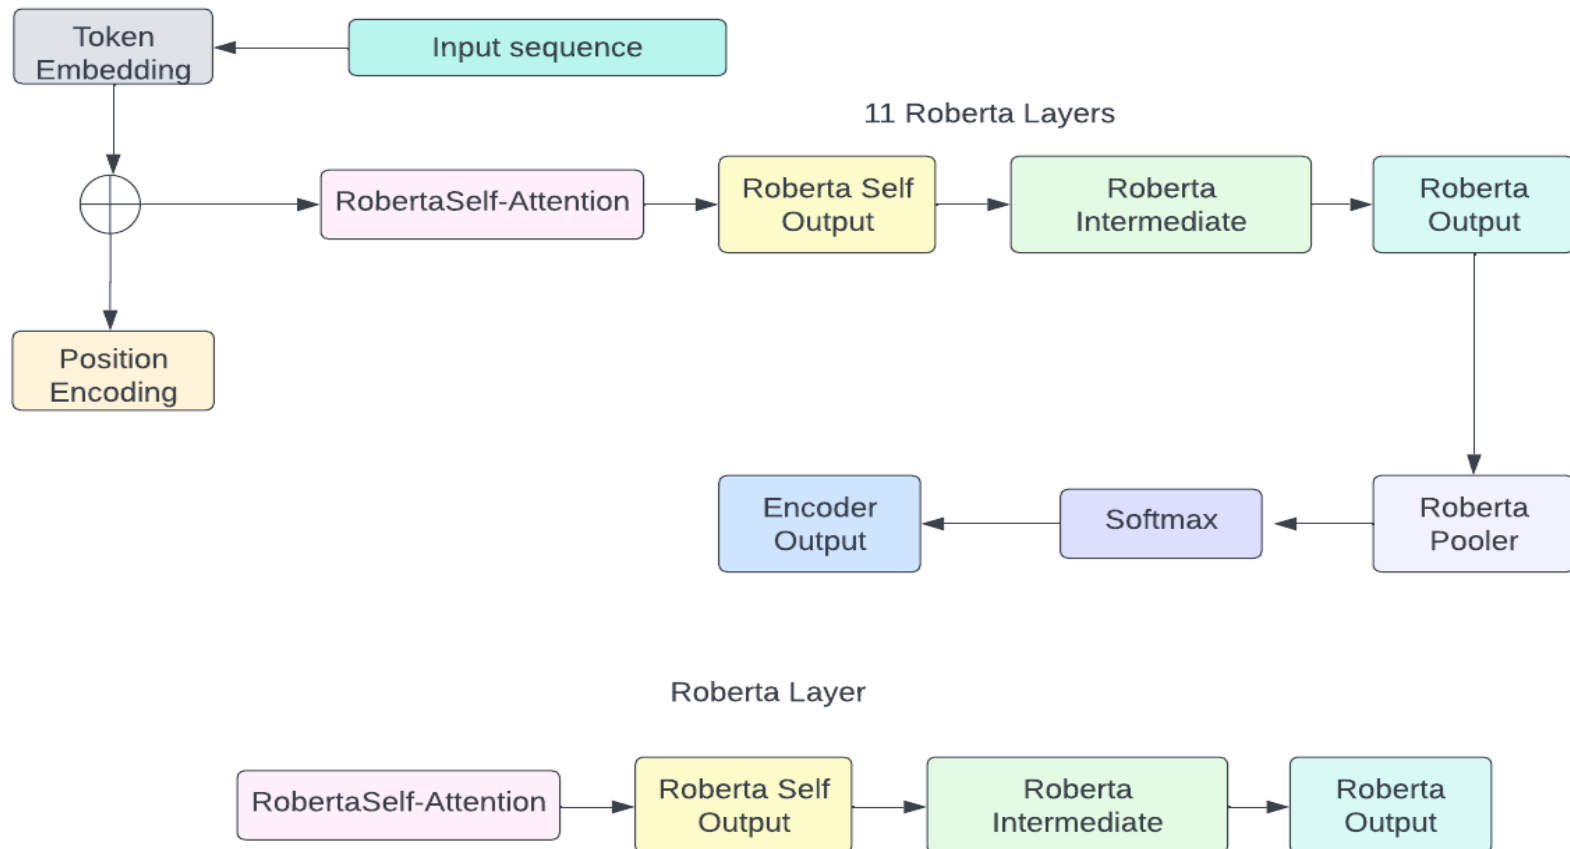 Token
Embedding
Input sequence
11 Roberta Layers
RobertaSelf-Attention
Roberta Self
Output
Roberta
Intermediate
Roberta
Output
Position
Encoding
Encoder
Output
Softmax
Roberta
Pooler
Roberta Layer
RobertaSelf-Attention
Roberta Self
Output
Roberta
Intermediate
Roberta
Output